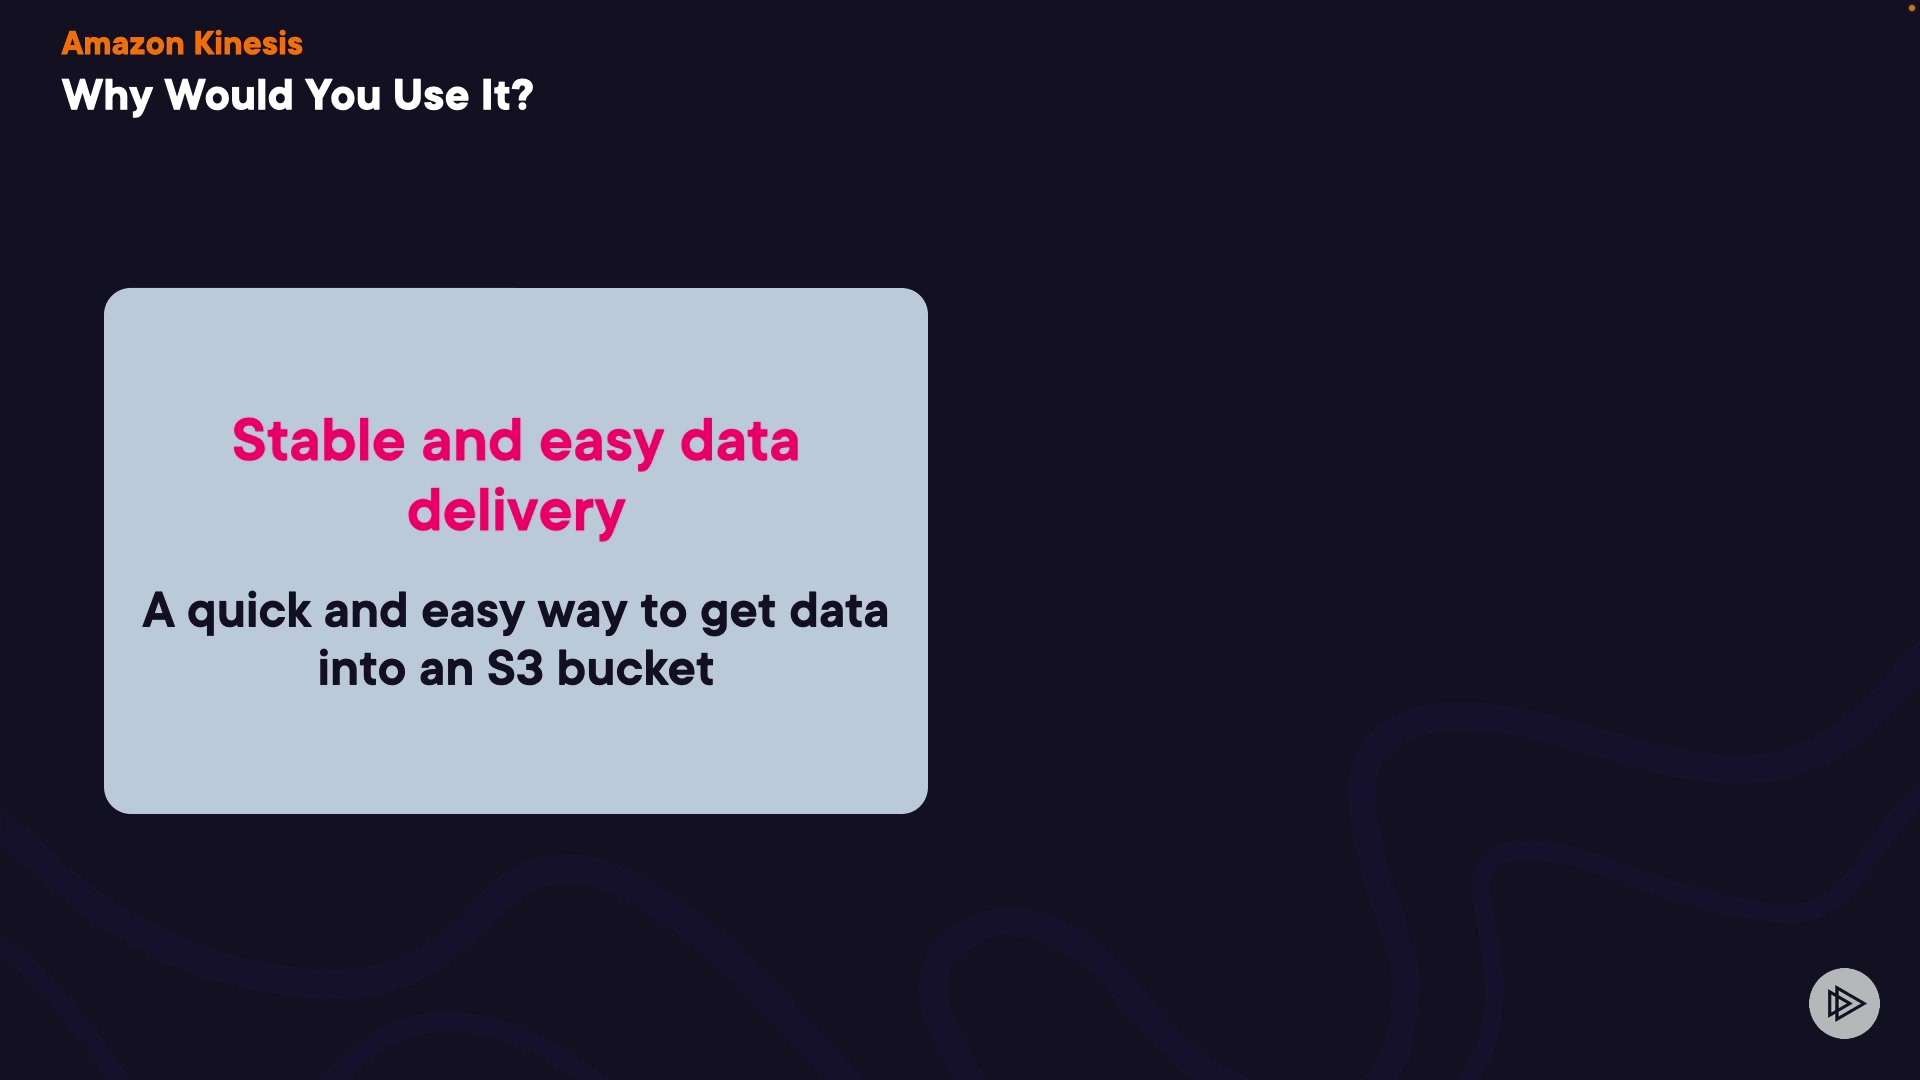 Amazon Kinesis
Why Would You Use It?
Stable and easy data
delivery
A quick and easy way to get data
into an S3 bucket